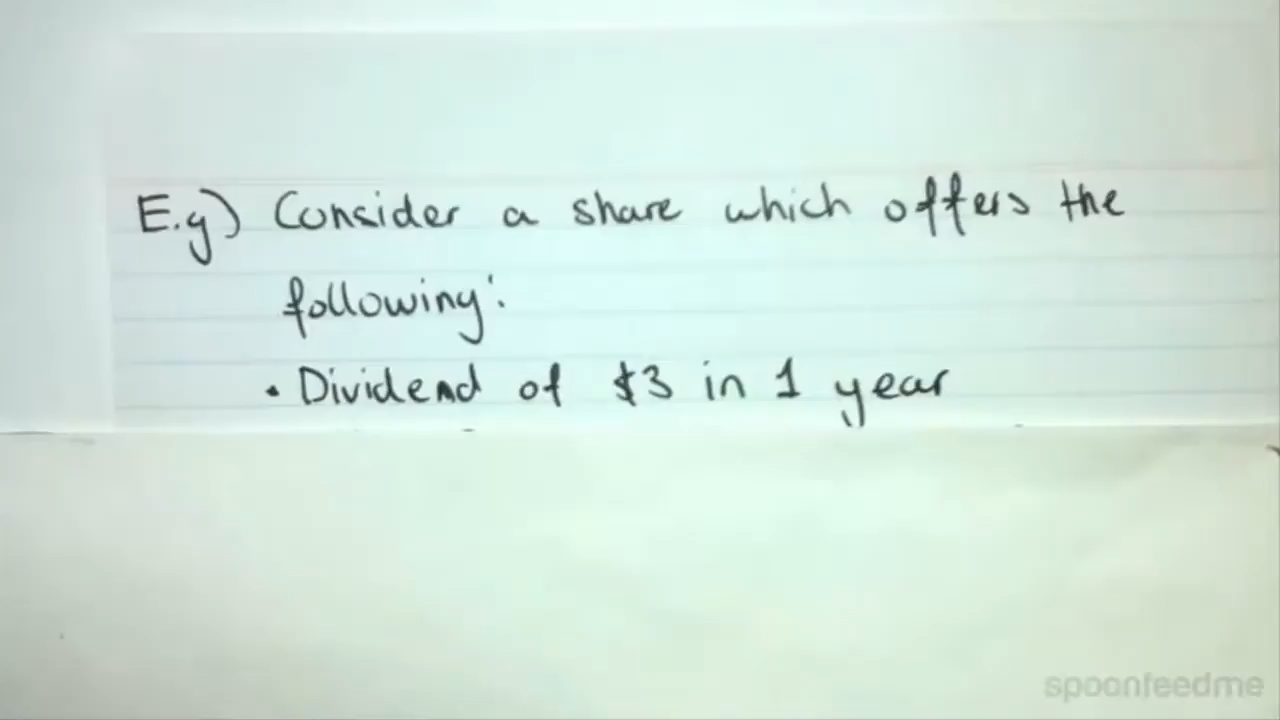 E.g) Consider a share which offers the
following:
• Dividend of $3 in 1 year
spoonfeedme